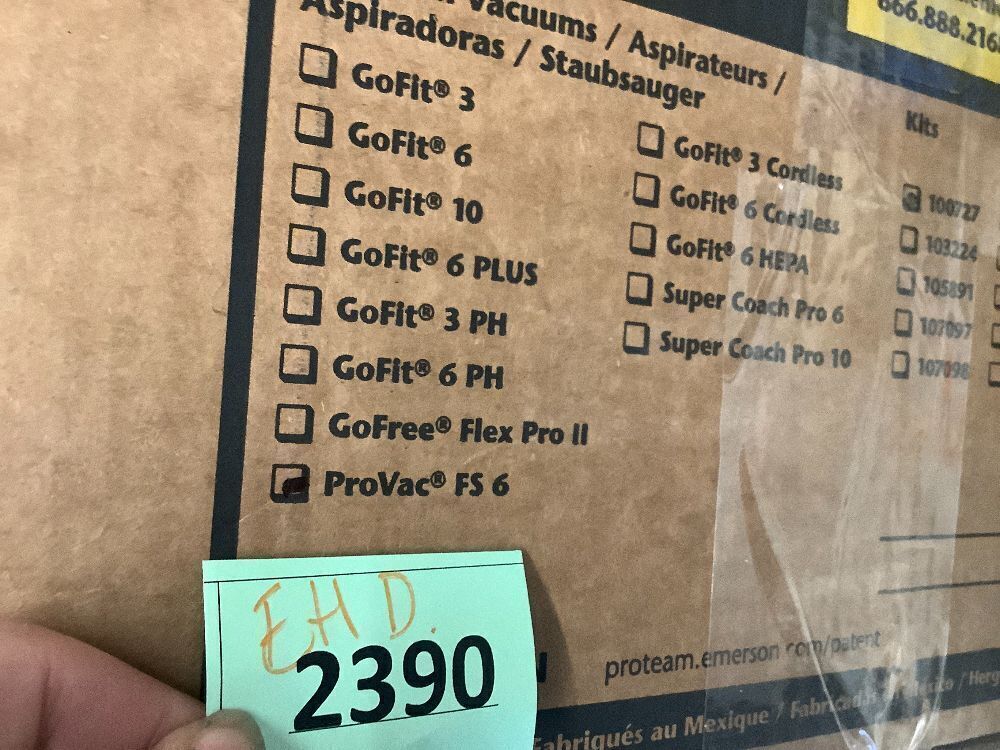 Vacuums / Aspirateurs /
Aspiradoras / Staubsauger
GoFit® 3
GoFit® 6
GoFit® 10
GoFit® 6 PLUS
GoFit® 3 PH
GoFit® 6 PH
GoFree® Flex Pro II
ProVac® FS 6
GoFit® 3 Cordless
GoFit® 6 Cordless
GoFit® 6 HEPA
Super Coach Pro 6
Super Coach Pro 10
Kits
100727
103224
105891
107097
107098
866.888.216
EHD.
2390
proteam.emerson.com/patent
Fabriqués au Mexique /